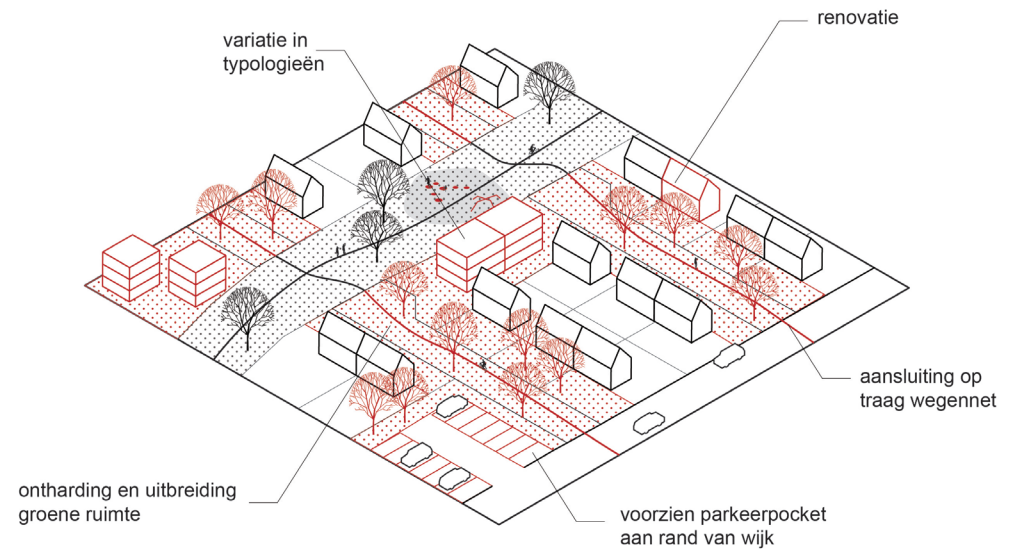 variatie in
typologieën
renovatie
aansluiting op
traag wegennet
ontharding en uitbreiding
groene ruimte
voorzien parkeerpocket
aan rand van wijk